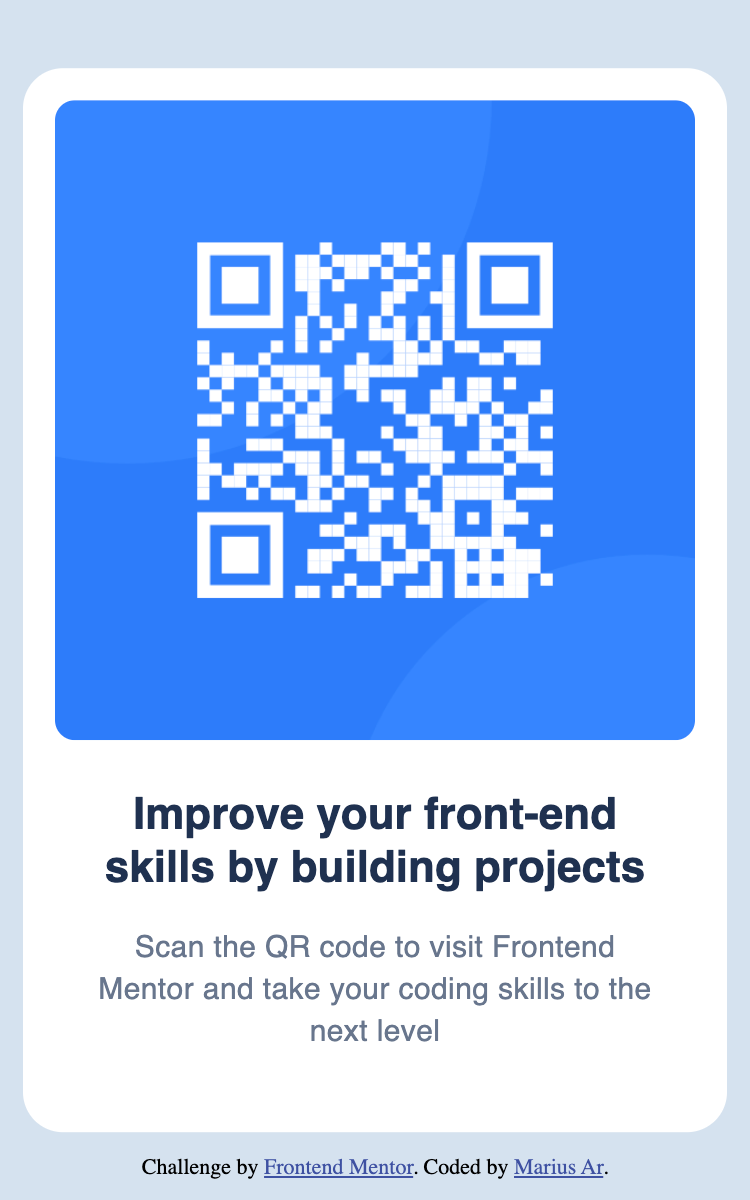 Improve your front-end
skills by building projects
Scan the QR code to visit Frontend
Mentor and take your coding skills to the
next level
Challenge by Frontend Mentor. Coded by Marius Ar.